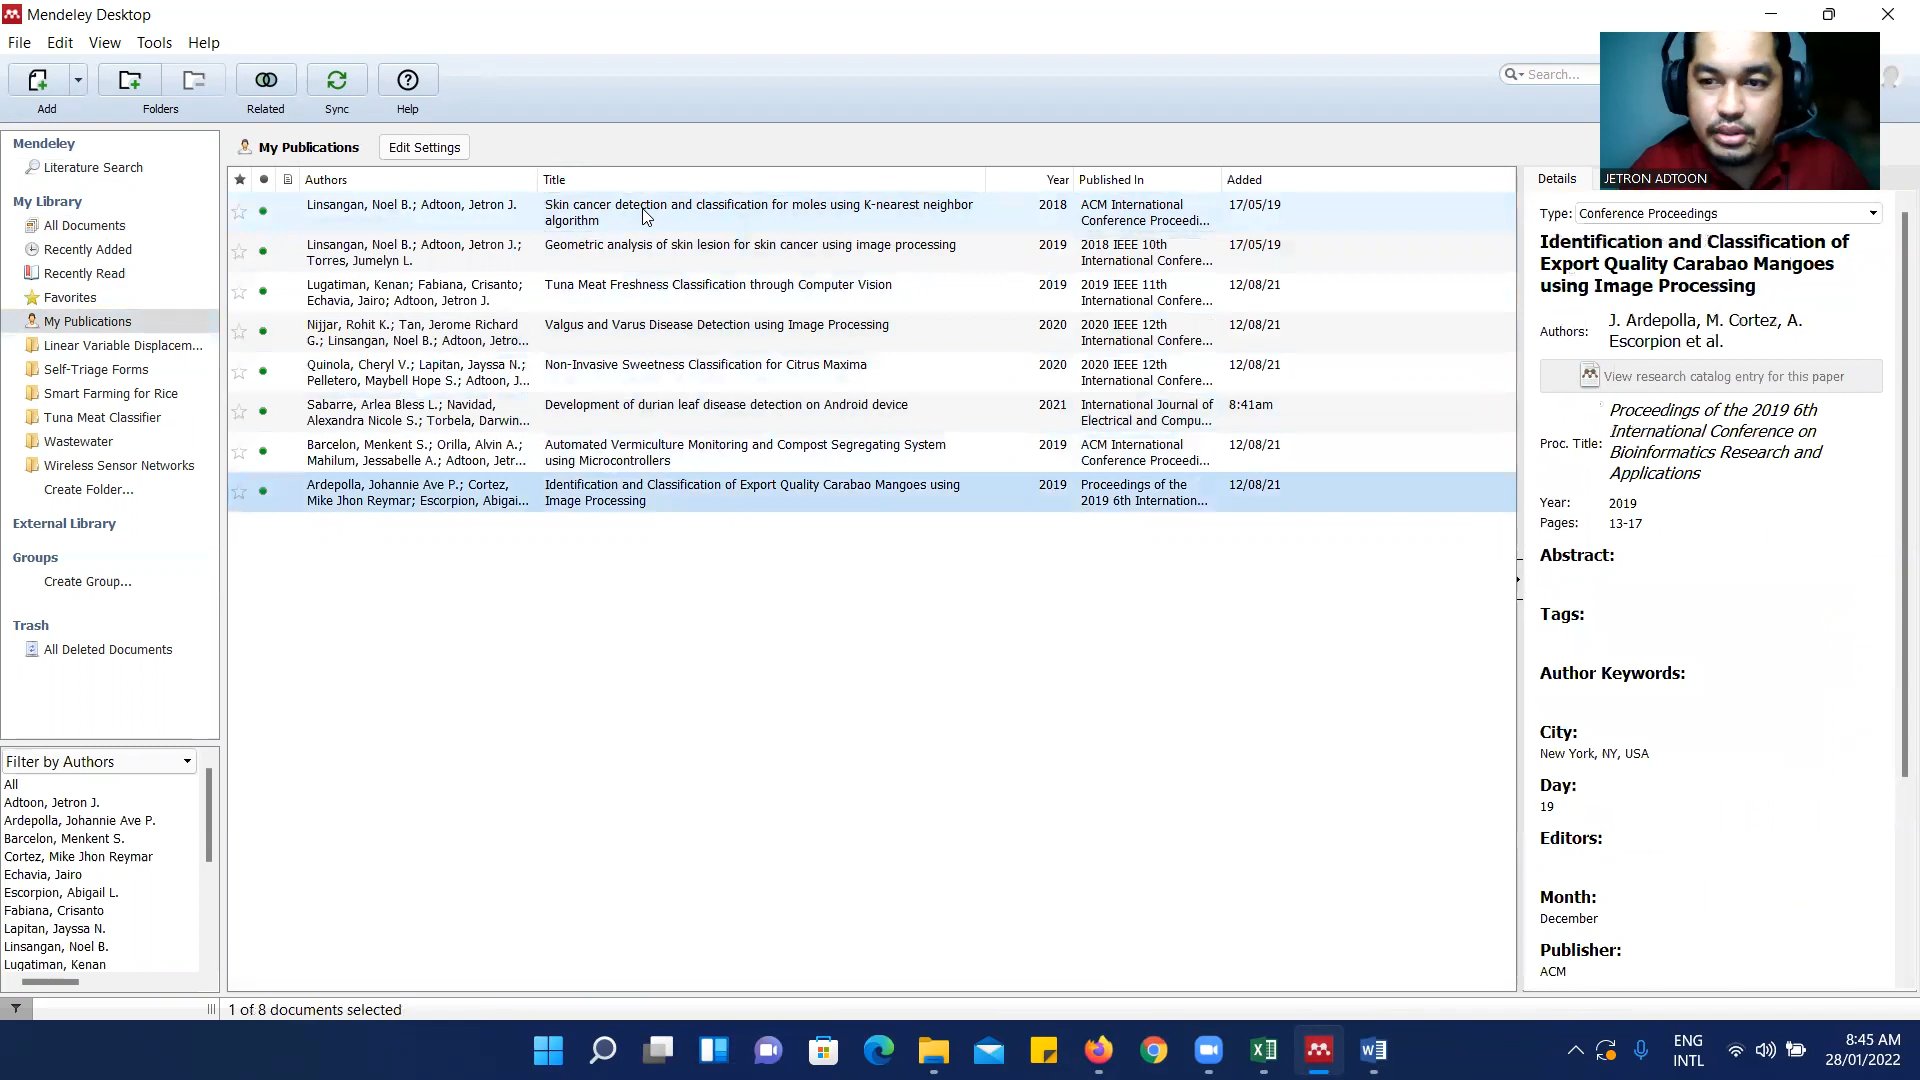 Mendeley Desktop
File Edit View Tools Help
Add Folders Related Sync Help
Search...
JETRON ADTOON
Mendeley
Literature Search
My Library
All Documents
Recently Added
Recently Read
Favorites
My Publications
Linear Variable Displacem...
Self-Triage Forms
Smart Farming for Rice
Tuna Meat Classifier
Wastewater
Wireless Sensor Networks
Create Folder...
External Library
Groups
Create Group...
Trash
All Deleted Documents
Filter by Authors
All
Adtoon, Jetron J.
Ardepolla, Johannie Ave P.
Barcelon, Menkent S.
Cortez, Mike Jhon Reymar
Echavia, Jairo
Escorpion, Abigail L.
Fabiana, Crisanto
Lapitan, Jayssa N.
Linsangan, Noel B.
Lugatiman, Kenan
My Publications Edit Settings
Authors Title Year Published In Added
Linsangan, Noel B.; Adtoon, Jetron J. Skin cancer detection and classification for moles using K-nearest neighbor 2018 ACM International 17/05/19
algorithm Conference Proceedi...
Linsangan, Noel B.; Adtoon, Jetron J.; Geometric analysis of skin lesion for skin cancer using image processing 2019 2018 IEEE 10th 17/05/19
Torres, Jumelyn L. International Confere...
Lugatiman, Kenan; Fabiana, Crisanto; Tuna Meat Freshness Classification through Computer Vision 2019 2019 IEEE 11th 12/08/21
Echavia, Jairo; Adtoon, Jetron J. International Confere...
Nijjar, Rohit K.; Tan, Jerome Richard Valgus and Varus Disease Detection using Image Processing 2020 2020 IEEE 12th 12/08/21
G.; Linsangan, Noel B.; Adtoon, Jetro... International Confere...
Quinola, Cheryl V.; Lapitan, Jayssa N.; Non-Invasive Sweetness Classification for Citrus Maxima 2020 2020 IEEE 12th 12/08/21
Pelletero, Maybell Hope S.; Adtoon, J... International Confere...
Sabarre, Arlea Bless L.; Navidad, Development of durian leaf disease detection on Android device 2021 International Journal of 8:41am
Alexandra Nicole S.; Torbela, Darwin... Electrical and Compu...
Barcelon, Menkent S.; Orilla, Alvin A.; Automated Vermiculture Monitoring and Compost Segregating System 2019 ACM International 12/08/21
Mahilum, Jessabelle A.; Adtoon, Jetr... using Microcontrollers Conference Proceedi...
Ardepolla, Johannie Ave P.; Cortez, Identification and Classification of Export Quality Carabao Mangoes using 2019 Proceedings of the 12/08/21
Mike Jhon Reymar; Escorpion, Abigai... Image Processing 2019 6th Internation...
Details
Type: Conference Proceedings
Identification and Classification of
Export Quality Carabao Mangoes
using Image Processing
Authors: J. Ardepolla, M. Cortez, A.
Escorpion et al.
View research catalog entry for this paper
Proc. Title: Proceedings of the 2019 6th
International Conference on
Bioinformatics Research and
Applications
Year: 2019
Pages: 13-17
Abstract:
Tags:
Author Keywords:
City:
New York, NY, USA
Day:
19
Editors:
Month:
December
Publisher:
ACM
1 of 8 documents selected
ENG
INTL
8:45 AM
28/01/2022